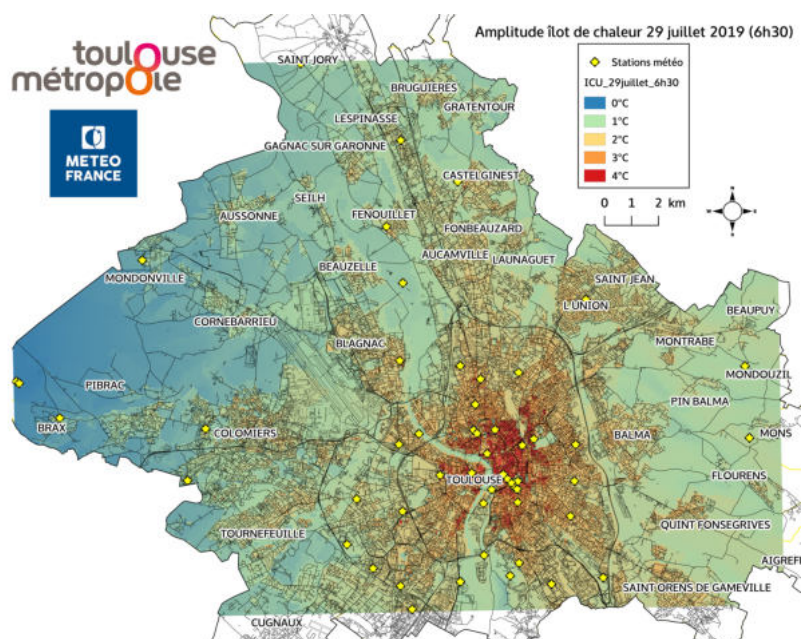 toulouse
métropole
METEO
FRANCE
Amplitude îlot de chaleur 29 juillet 2019 (6h30)
Stations météo
ICU_29juillet_6h30
0°C
1°C
2°C
3°C
4°C
0 1 2 km
SAINT JORY
BRUGUIERES
GRATENTOUR
LESPINASSE
GAGNAC SUR GARONNE
CASTELGINEST
SEILH
AUSSONNE
FENOUILLET
FONBEAUZARD
AUCAMVILLE
LAUNAGUET
BEAUZELLE
MONDONVILLE
SAINT JEAN
L'UNION
BEAUPUY
CORNEBARRIEU
BLAGNAC
MONTRABE
MONDOUZIL
PIBRAC
PIN BALMA
BRAX
COLOMIERS
BALMA
MONS
TOULOUSE
FLOURENS
TOURNEFEUILLE
QUINT FONSEGRIVES
AIGREFE
SAINT ORENS DE GAMEVILLE
CUGNAUX